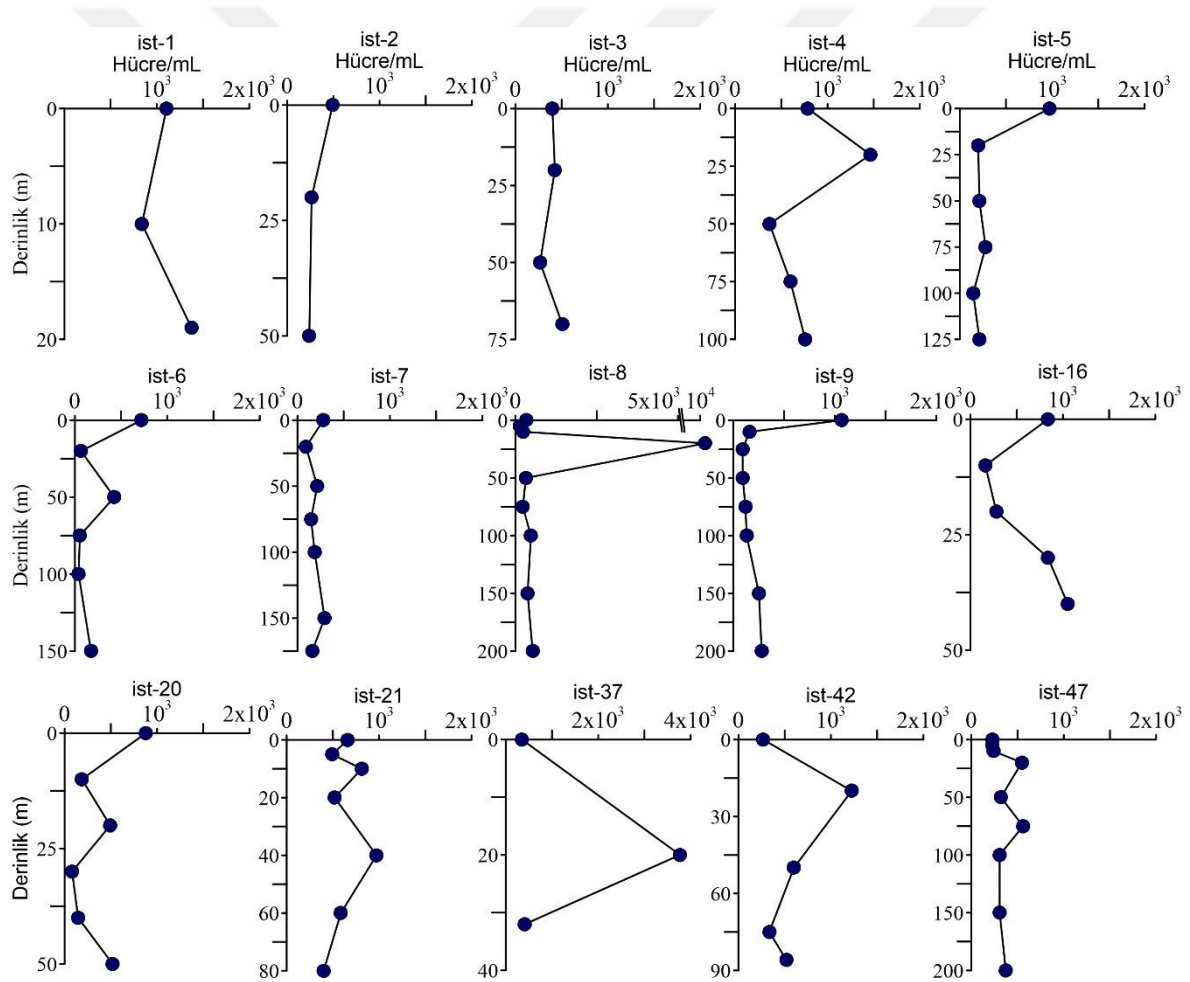 ist-1 ist-2 ist-3 ist-4 ist-5
Hücre/mL Hücre/mL Hücre/mL Hücre/mL Hücre/mL
10³ 2x10³ 0 10³ 2x10³ 0 10³ 2x10³ 0 10³ 2x10³ 0 10³ 2x10³
0 0 0 0 0
25 25 25
10 25 50 50
50 75 75
100
20 50 75 100 125
Derinlik (m)
ist-6 ist-7 ist-8 ist-9 ist-16
0 10³ 2x10³ 0 10³ 2x10³ 0 5x10³ 10⁴ 0 10³ 2x10³ 0 10³ 2x10³
0 0 0 0 0
50 50 50 50
100 100 100 25
100 150 150 150
150 200 200 50
Derinlik (m)
ist-20 ist-21 ist-37 ist-42 ist-47
0 10³ 2x10³ 0 10³ 2x10³ 2x10³ 4x10³ 0 10³ 2x10³ 0 10³ 2x10³
0 0 0 0 0
20 30 50
25 40 20 100
60 60 150
50 80 40 90 200
Derinlik (m)